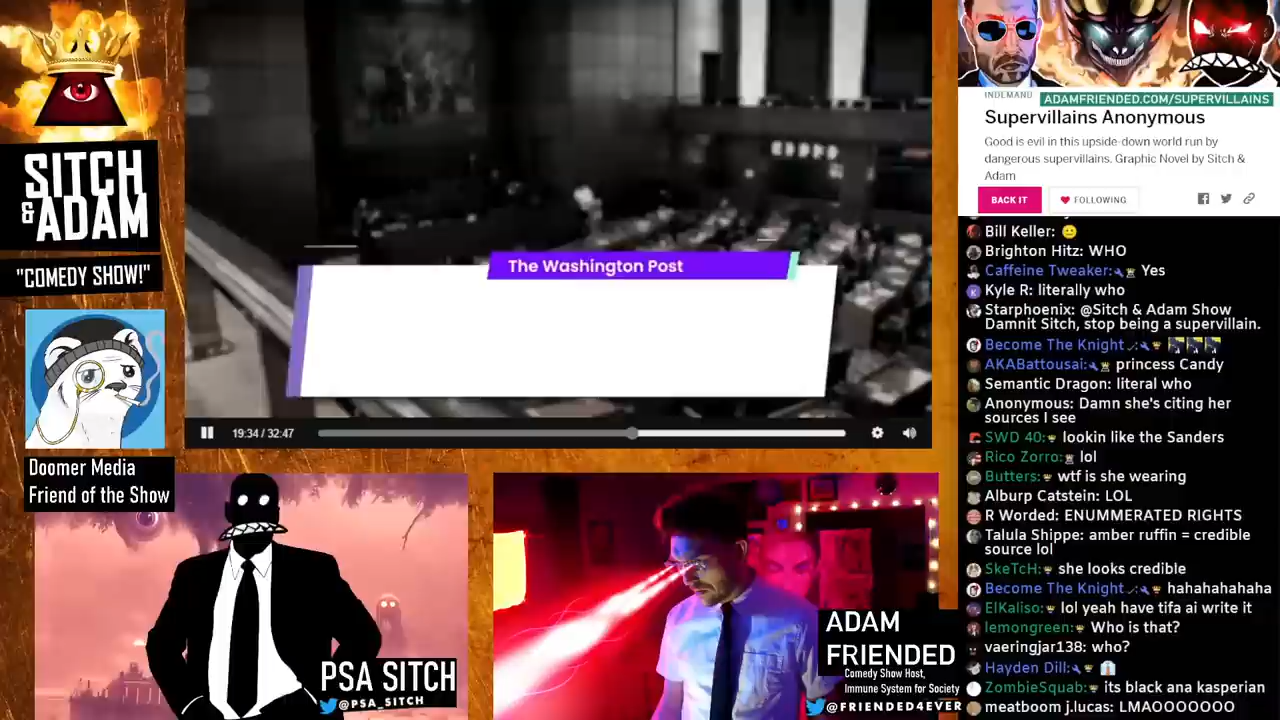 SITCH
& ADAM
"COMEDY SHOW!"
Doomer Media
Friend of the Show
The Washington Post
19:34 / 32:47
PSA SITCH
@PSA_SITCH
ADAM
FRIENDED
Comedy Show Host,
Immune System for Society
@FRIENDED4EVER
INDEMAND
ADAMFRIENDED.COM/SUPERVILLAINS
Supervillains Anonymous
Good is evil in this upside-down world run by
dangerous supervillains. Graphic Novel by Sitch &
Adam
BACK IT
FOLLOWING
Bill Keller:
Brighton Hitz: WHO
Caffeine Tweaker: Yes
Kyle R: literally who
Starphoenix: @Sitch & Adam Show
Damnit Sitch, stop being a supervillain.
Become The Knight
AKABattousai: princess Candy
Semantic Dragon: literal who
Anonymous: Damn she's citing her
sources I see
SWD 40: lookin like the Sanders
Rico Zorro: lol
Butters: wtf is she wearing
Alburp Catstein: LOL
R Worded: ENUMMERATED RIGHTS
Talula Shippe: amber ruffin = credible
source lol
SkeTcH: she looks credible
Become The Knight : hahahahahaha
ElKaliso: lol yeah have tifa ai write it
lemongreen: Who is that?
vaeringjar138: who?
Hayden Dill:
ZombieSquab: its black ana kasperian
meatboom j.lucas: LMAOOOOOOO